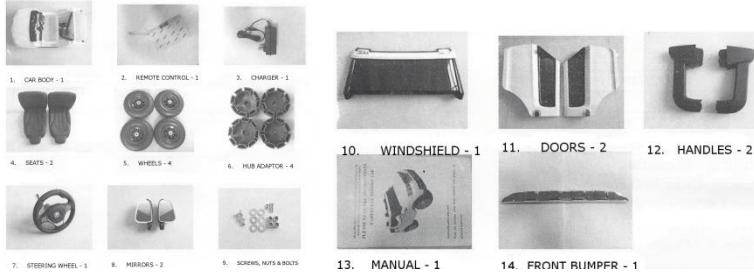 1. CAR BODY - 1
2. REMOTE CONTROL - 1
3. CHARGER - 1
4. SEATS - 2
5. WHEELS - 4
6. HUB ADAPTOR - 4
7. STEERING WHEEL - 1
8. MIRRORS - 2
9. SCREWS, NUTS & BOLTS
10. WINDSHIELD - 1
11. DOORS - 2
12. HANDLES - 2
13. MANUAL - 1
14. FRONT BUMPER - 1